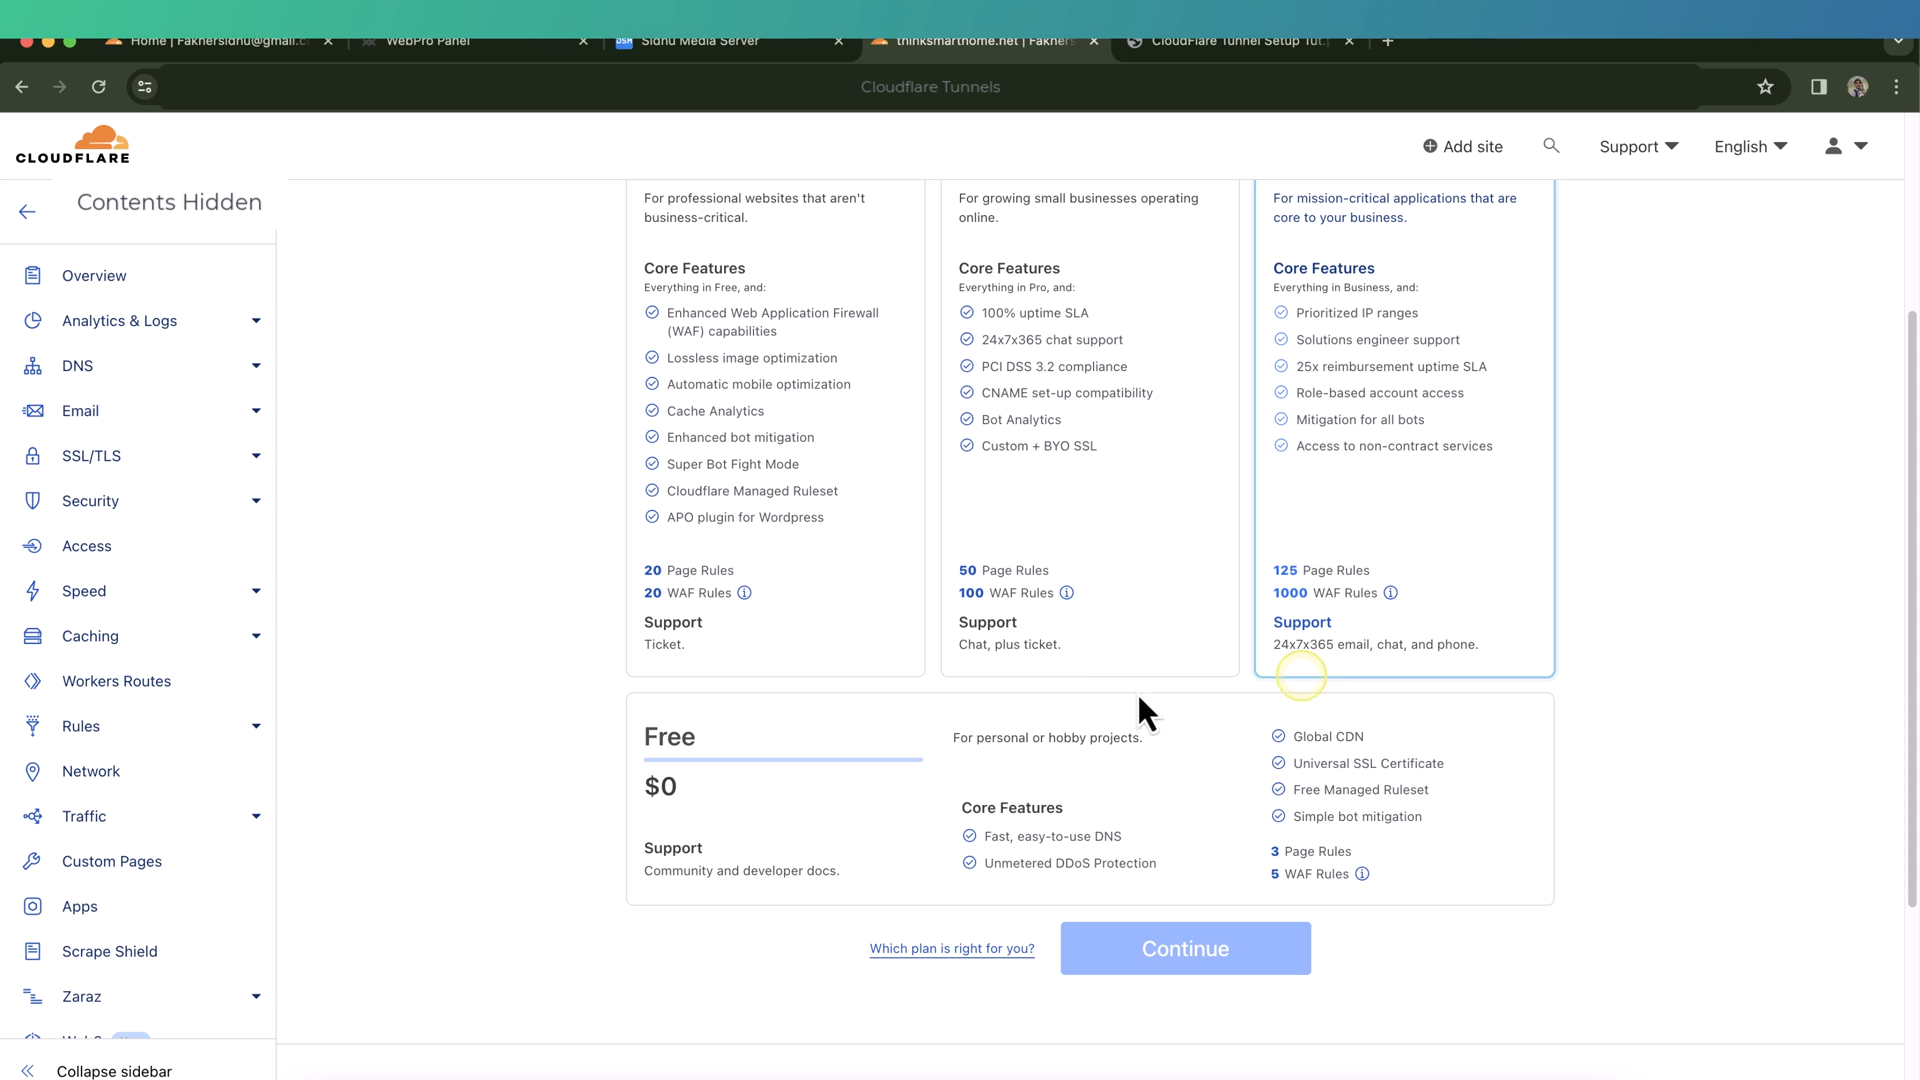 Home | Fakhersidhu@gmail.c
WebPro Panel
Sidhu Media Server
thinksmarthome.net | Fakhers
CloudFlare Tunnel Setup Tut
Cloudflare Tunnels
CLOUDFLARE
Add site
Support
English
Contents Hidden
Overview
Analytics & Logs
DNS
Email
SSL/TLS
Security
Access
Speed
Caching
Workers Routes
Rules
Network
Traffic
Custom Pages
Apps
Scrape Shield
Zaraz
Collapse sidebar
For professional websites that aren't
business-critical.
Core Features
Everything in Free, and:
Enhanced Web Application Firewall
(WAF) capabilities
Lossless image optimization
Automatic mobile optimization
Cache Analytics
Enhanced bot mitigation
Super Bot Fight Mode
Cloudflare Managed Ruleset
APO plugin for Wordpress
20 Page Rules
20 WAF Rules
Support
Ticket.
For growing small businesses operating
online.
Core Features
Everything in Pro, and:
100% uptime SLA
24x7x365 chat support
PCI DSS 3.2 compliance
CNAME set-up compatibility
Bot Analytics
Custom + BYO SSL
50 Page Rules
100 WAF Rules
Support
Chat, plus ticket.
For mission-critical applications that are
core to your business.
Core Features
Everything in Business, and:
Prioritized IP ranges
Solutions engineer support
25x reimbursement uptime SLA
Role-based account access
Mitigation for all bots
Access to non-contract services
125 Page Rules
1000 WAF Rules
Support
24x7x365 email, chat, and phone.
Free
$0
Support
Community and developer docs.
For personal or hobby projects.
Core Features
Fast, easy-to-use DNS
Unmetered DDoS Protection
Global CDN
Universal SSL Certificate
Free Managed Ruleset
Simple bot mitigation
3 Page Rules
5 WAF Rules
Which plan is right for you?
Continue